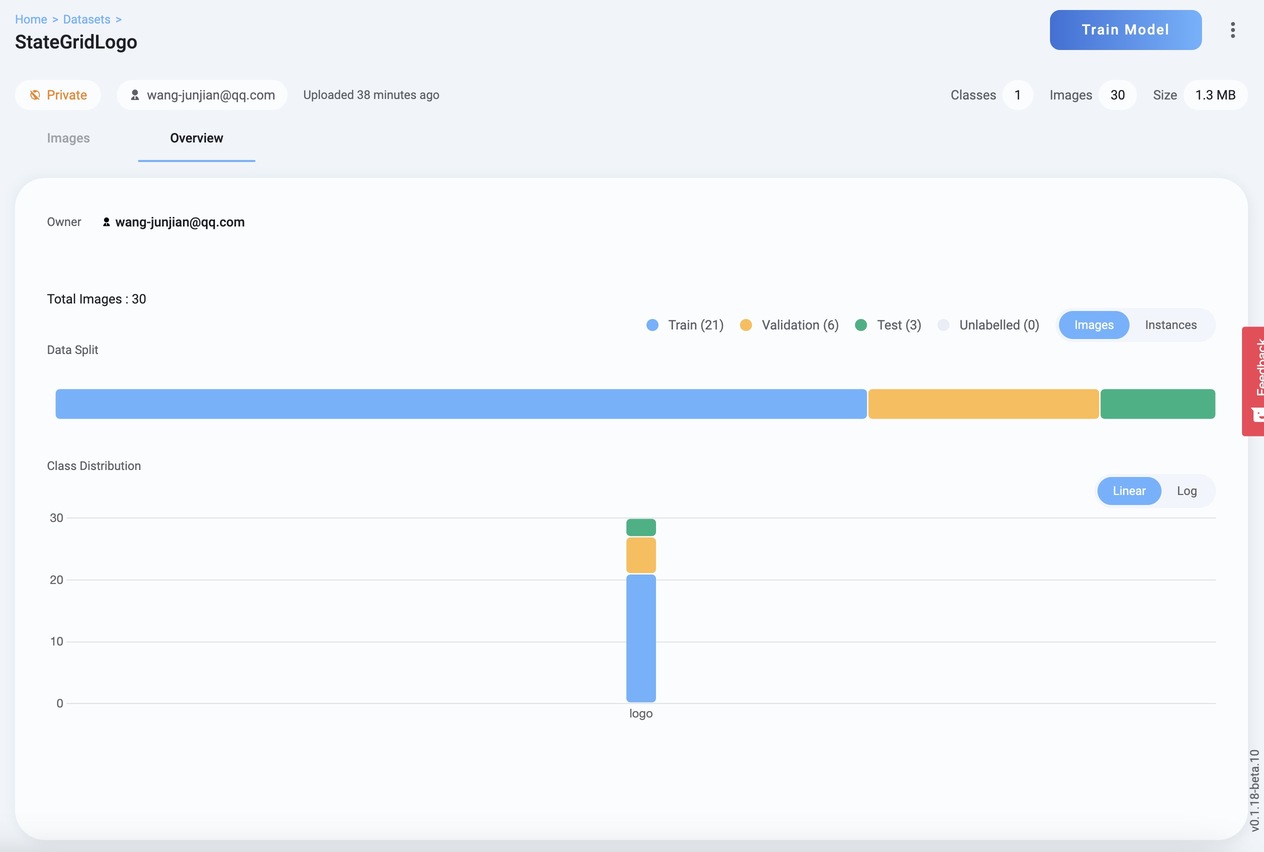 Home > Datasets >
StateGridLogo
Train Model
Private
wang-junjian@qq.com
Uploaded 38 minutes ago
Classes 1 Images 30 Size 1.3 MB
Images Overview
Owner wang-junjian@qq.com
Total Images : 30
Train (21) Validation (6) Test (3) Unlabelled (0) Images Instances
Data Split
Feedback
Class Distribution
Linear Log
30
20
10
0
logo
v0.1.18-beta.10